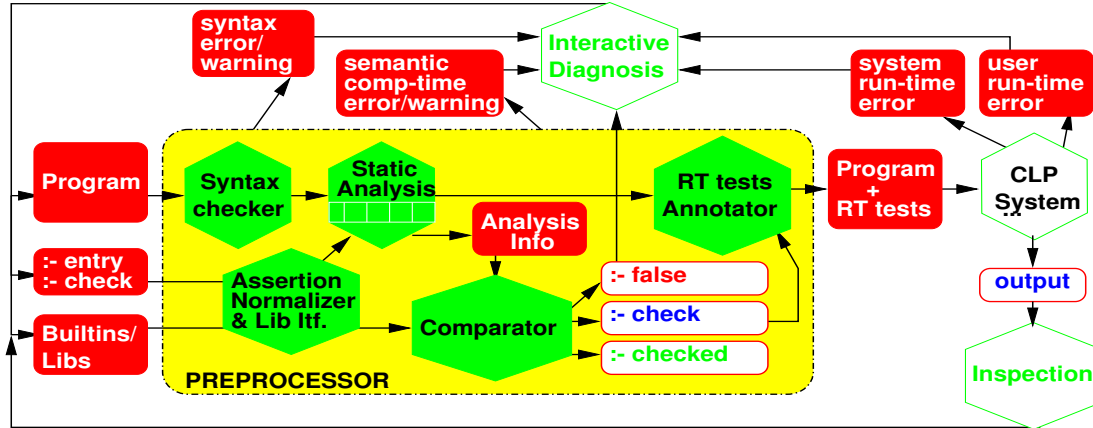 syntax
error/
warning
semantic
comp-time
error/warning
Interactive
Diagnosis
system
run-time
error
user
run-time
error
Program
Syntax
checker
Static
Analysis
RT tests
Annotator
Program
+
RT tests
CLP
System
...
:- entry
:- check
Assertion
Normalizer
& Lib Itf.
Analysis
Info
Builtins/
Libs
Comparator
:- false
:- check
:- checked
output
Inspection
PREPROCESSOR